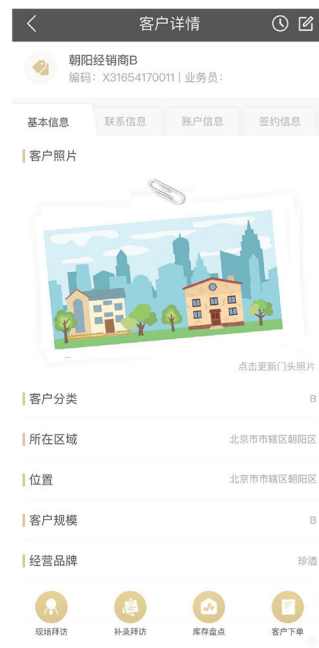 客户详情
朝阳经销商B
编码：X31654170011 | 业务员：
基本信息 联系信息 账户信息 签约信息
客户照片
点击更新门头照片
客户分类 B
所在区域 北京市市辖区朝阳区
位置 北京市市辖区朝阳区
客户规模 B
经营品牌 珍酒
现场拜访 补录拜访 库存盘点 客户下单